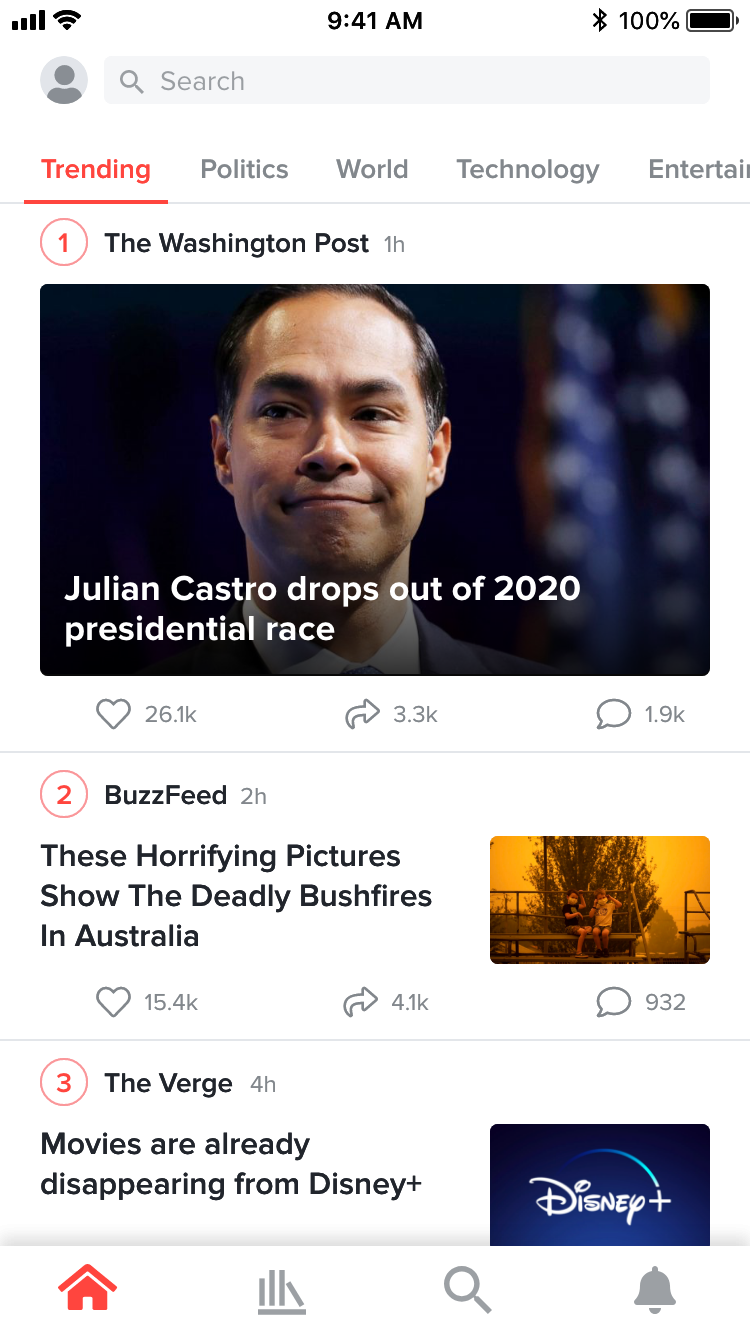 9:41 AM 100%
Search
Trending Politics World Technology Entertai
1 The Washington Post 1h
Julian Castro drops out of 2020
presidential race
26.1k 3.3k 1.9k
2 BuzzFeed 2h
These Horrifying Pictures
Show The Deadly Bushfires
In Australia
15.4k 4.1k 932
3 The Verge 4h
Movies are already
disappearing from Disney+
Disney+